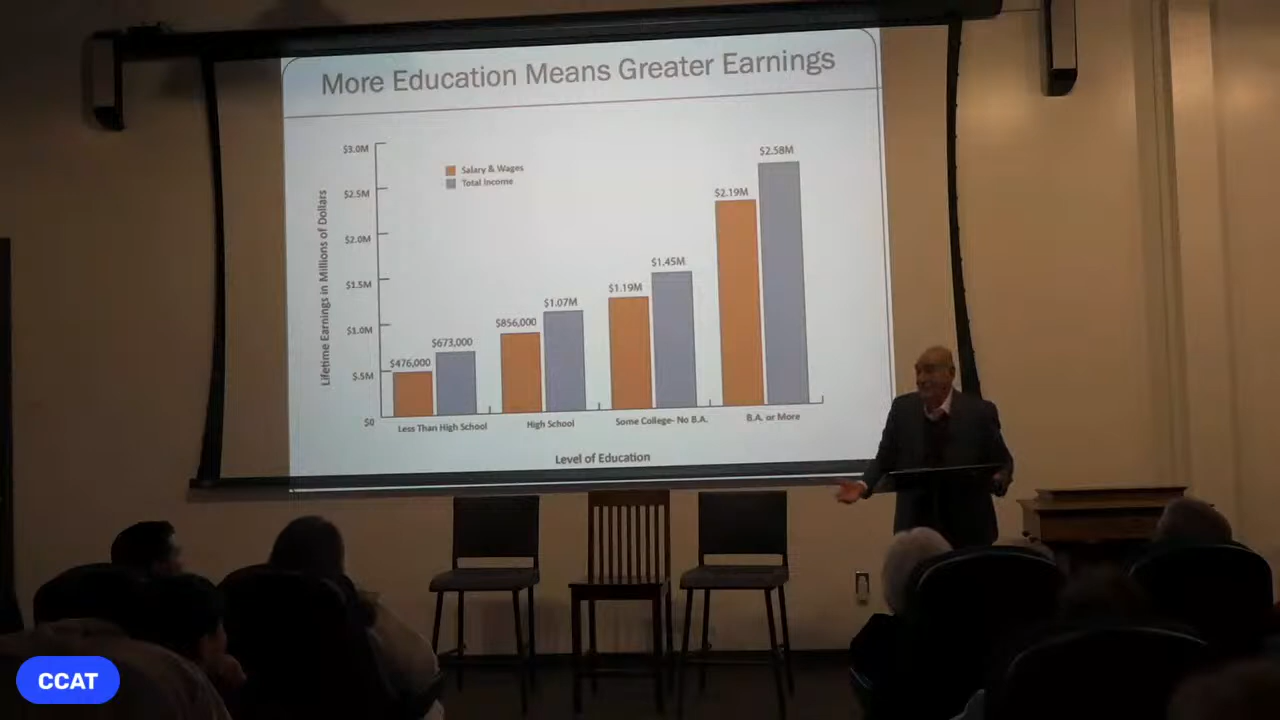 More Education Means Greater Earnings
$3.0M
$2.5M
$2.0M
$1.5M
$1.0M
$.5M
$0
Lifetime Earnings in Millions of Dollars
Salary & Wages
Total Income
$476,000
$673,000
$856,000
$1.07M
$1.19M
$1.45M
$2.19M
$2.58M
Less Than High School
High School
Some College- No B.A.
B.A. or More
Level of Education
CCAT